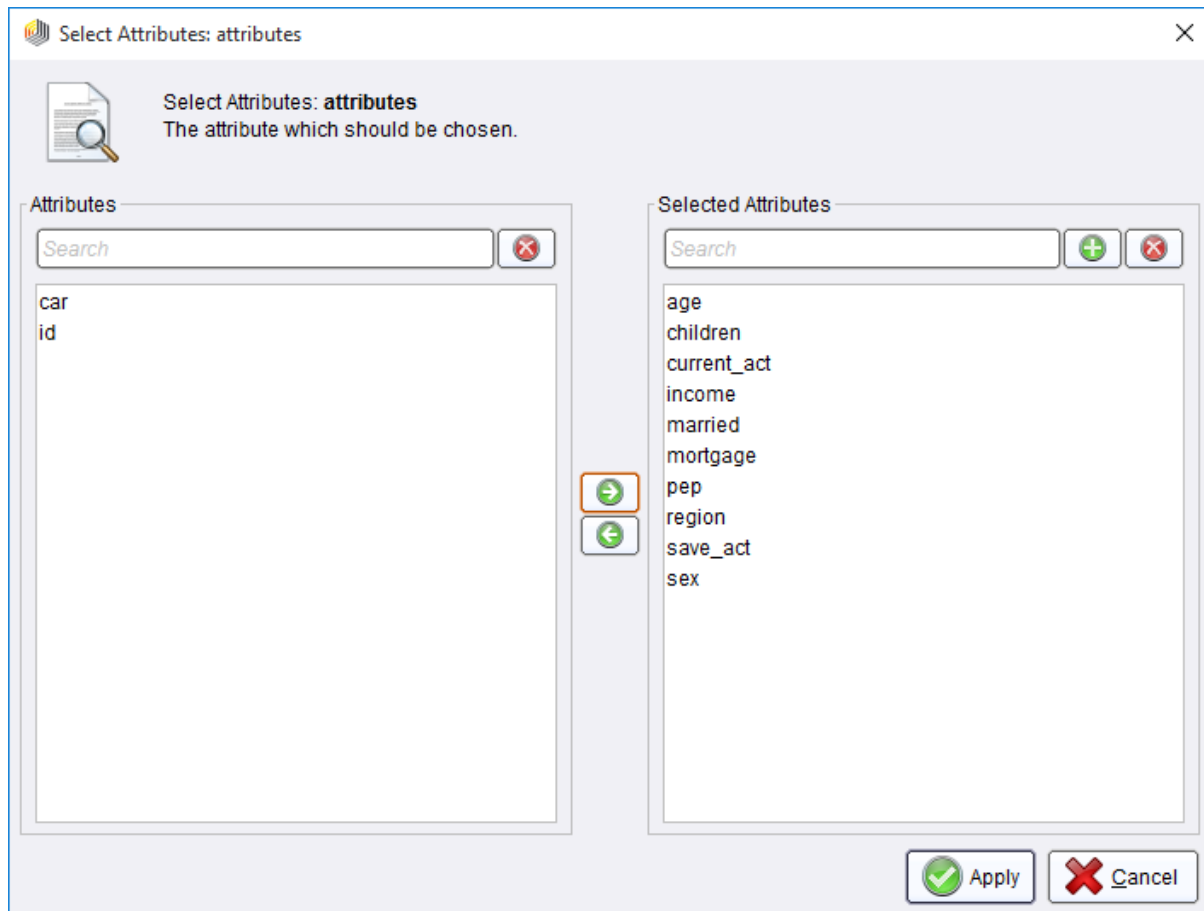 Select Attributes: attributes
Select Attributes: attributes
The attribute which should be chosen.
Attributes
Search
car
id
Selected Attributes
Search
age
children
current_act
income
married
mortgage
pep
region
save_act
sex
Apply
Cancel